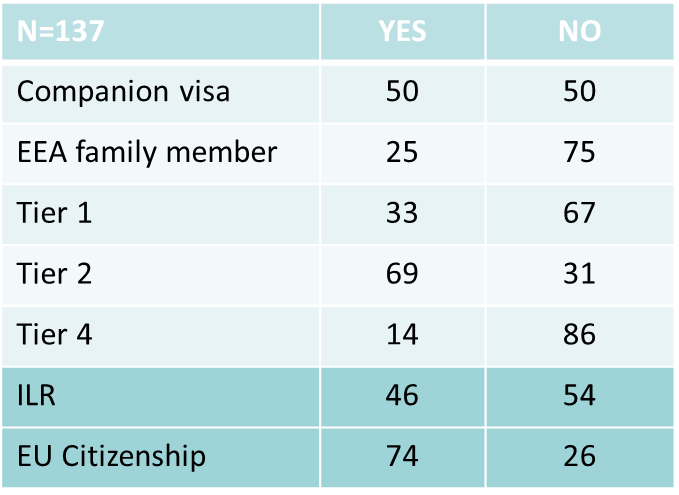 N=137 YES NO
Companion visa 50 50
EEA family member 25 75
Tier 1 33 67
Tier 2 69 31
Tier 4 14 86
ILR 46 54
EU Citizenship 74 26